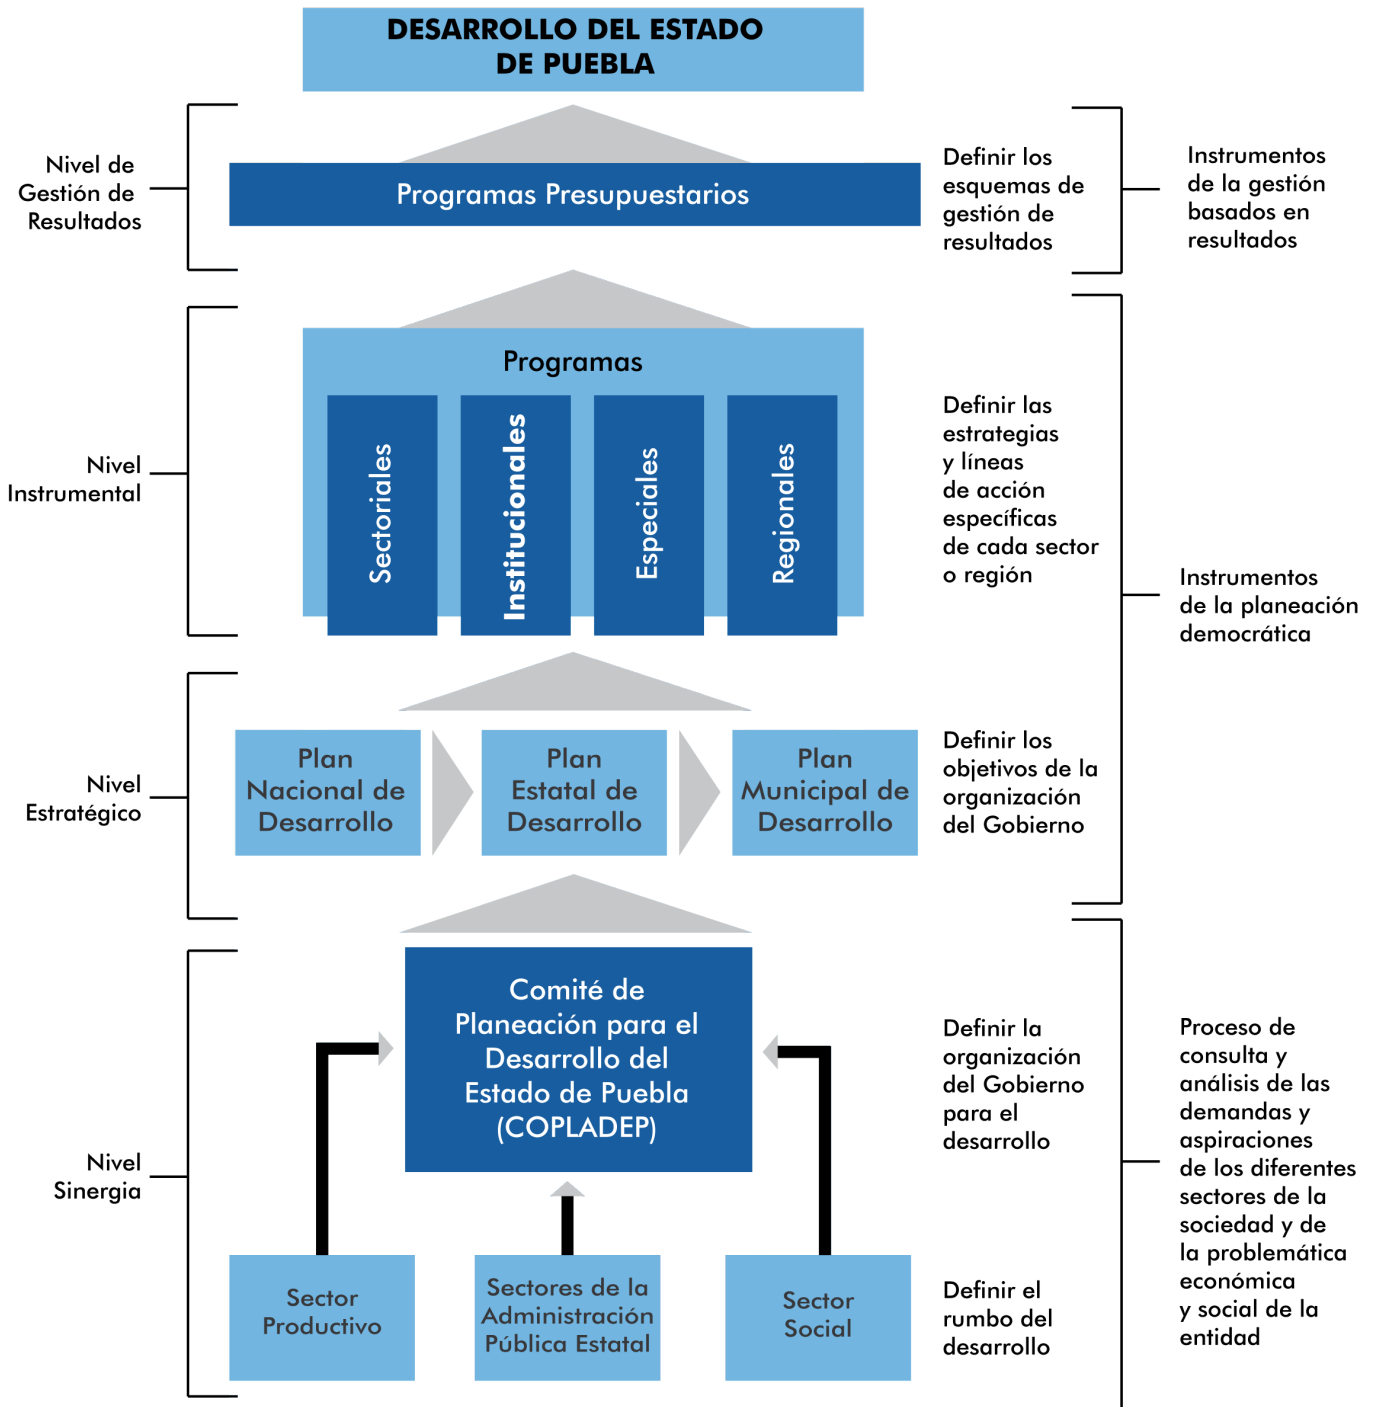 DESARROLLO DEL ESTADO
DE PUEBLA
Nivel de
Gestión de
Resultados
Programas Presupuestarios
Definir los
esquemas de
gestión de
resultados
Instrumentos
de la gestión
basados en
resultados
Nivel
Instrumental
Programas
Sectoriales
Institucionales
Especiales
Regionales
Definir las
estrategias
y líneas
de acción
específicas
de cada sector
o región
Instrumentos
de la planeación
democrática
Nivel
Estratégico
Plan
Nacional de
Desarrollo
Plan
Estatal de
Desarrollo
Plan
Municipal de
Desarrollo
Definir los
objetivos de la
organización
del Gobierno
Nivel
Sinergia
Comité de
Planeación para el
Desarrollo del
Estado de Puebla
(COPLADEP)
Definir la
organización
del Gobierno
para el
desarrollo
Proceso de
consulta y
análisis de las
demandas y
aspiraciones
de los diferentes
sectores de la
sociedad y de
la problemática
económica
y social de la
entidad
Sector
Productivo
Sectores de la
Administración
Pública Estatal
Sector
Social
Definir el
rumbo del
desarrollo